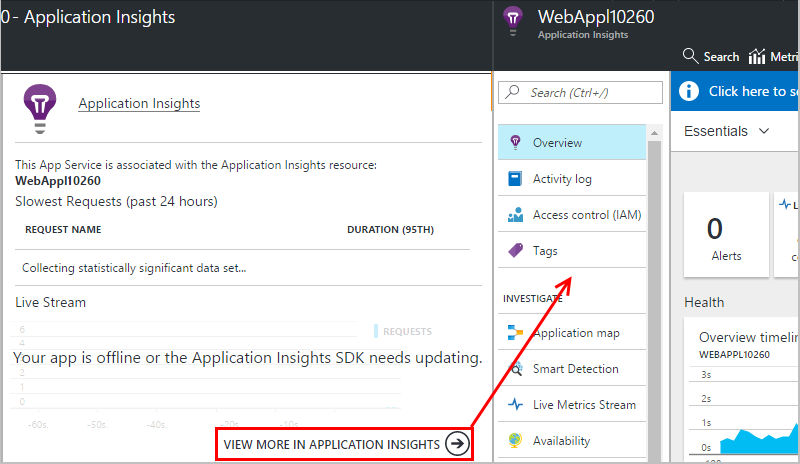 0 - Application Insights
Application Insights
This App Service is associated with the Application Insights resource:
WebAppl10260
Slowest Requests (past 24 hours)
REQUEST NAME DURATION (95TH)
Collecting statistically significant data set...
Live Stream
6
REQUESTS
4
Your app is offline or the Application Insights SDK needs updating.
2
0
-60s. -40s. -20s. -10s.
VIEW MORE IN APPLICATION INSIGHTS
WebAppl10260
Application Insights
Search Metri
Search (Ctrl+/)
Overview
Activity log
Access control (IAM)
Tags
INVESTIGATE
Application map
Smart Detection
Live Metrics Stream
Availability
Click here to s
Essentials
0
Alerts
L
Health
Overview timelin
WEBAPPL10260
3s
2s
1s
0s